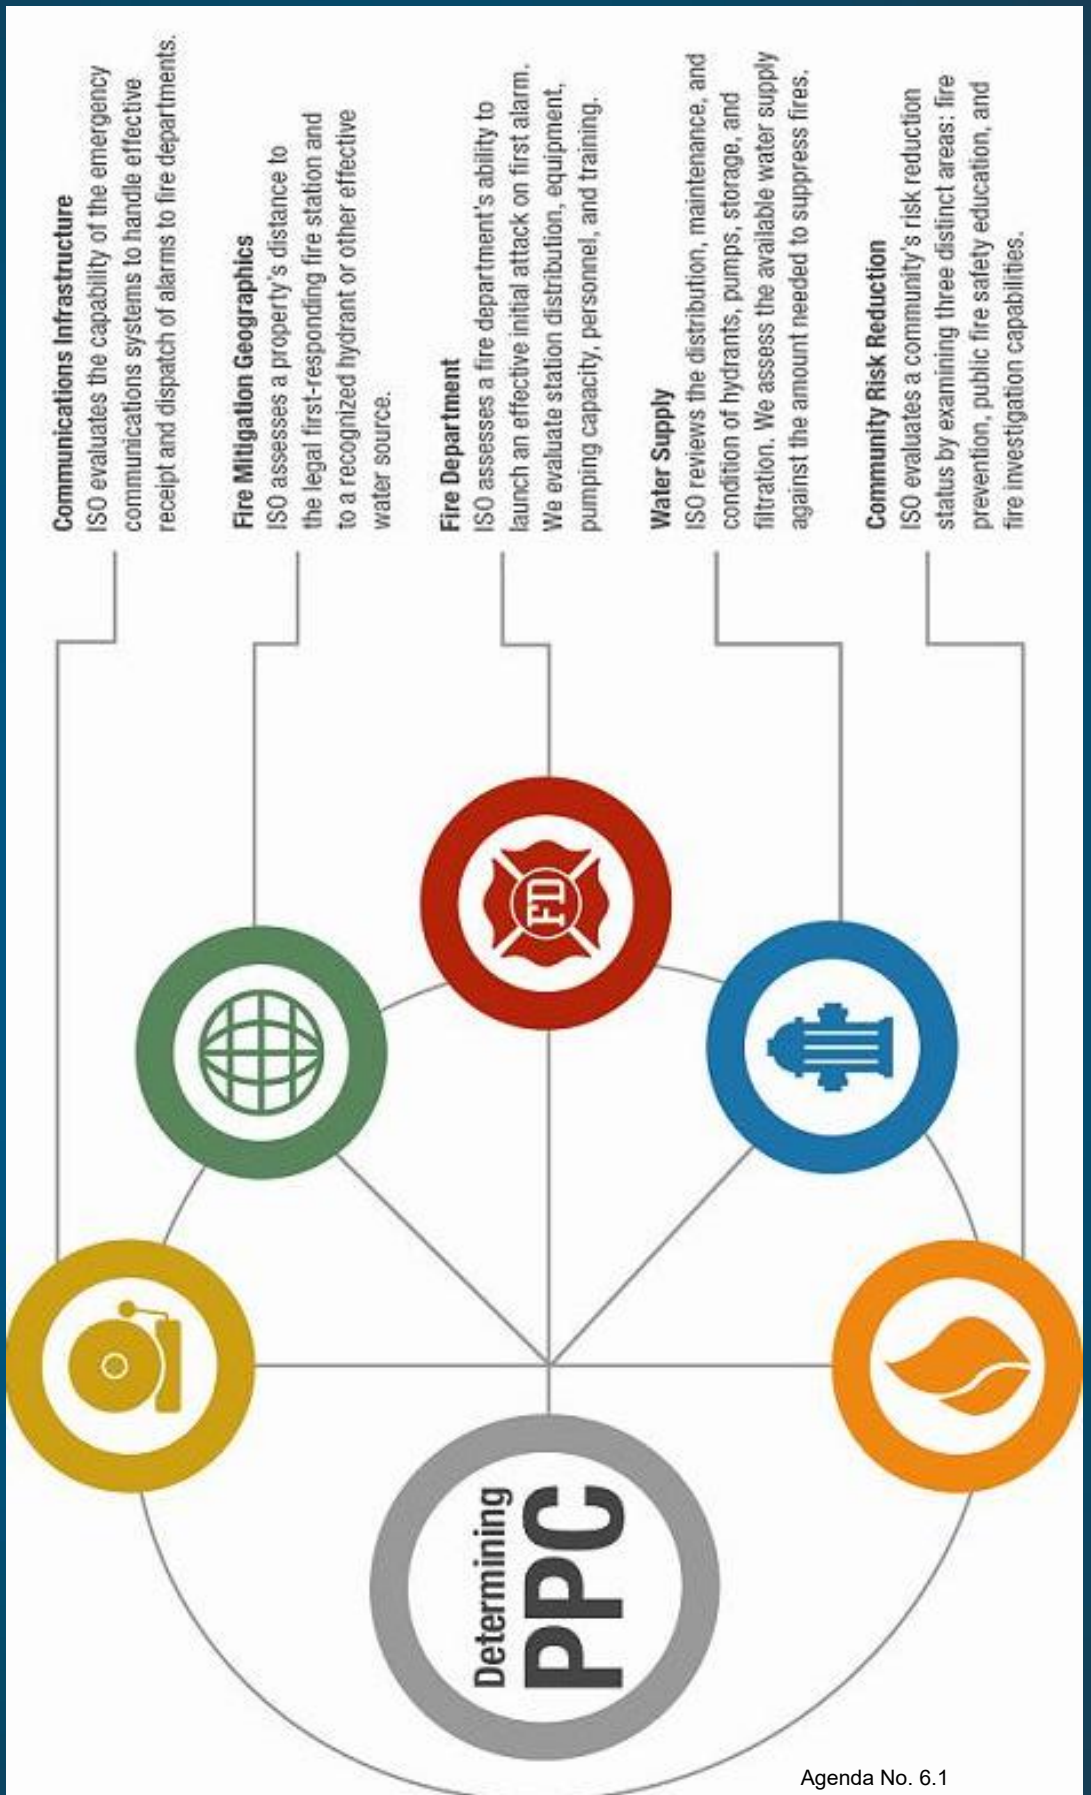 Determining
PPC
Communications Infrastructure
ISO evaluates the capability of the emergency
communications systems to handle effective
receipt and dispatch of alarms to fire departments.
Fire Mitigation Geographics
ISO assesses a property's distance to
the legal first-responding fire station and
to a recognized hydrant or other effective
water source.
FD
Fire Department
ISO assesses a fire department's ability to
launch an effective initial attack on first alarm.
We evaluate station distribution, equipment,
pumping capacity, personnel, and training.
Water Supply
ISO reviews the distribution, maintenance, and
condition of hydrants, pumps, storage, and
filtration. We assess the available water supply
against the amount needed to suppress fires.
Community Risk Reduction
ISO evaluates a community's risk reduction
status by examining three distinct areas: fire
prevention, public fire safety education, and
fire investigation capabilities.
Agenda No. 6.1